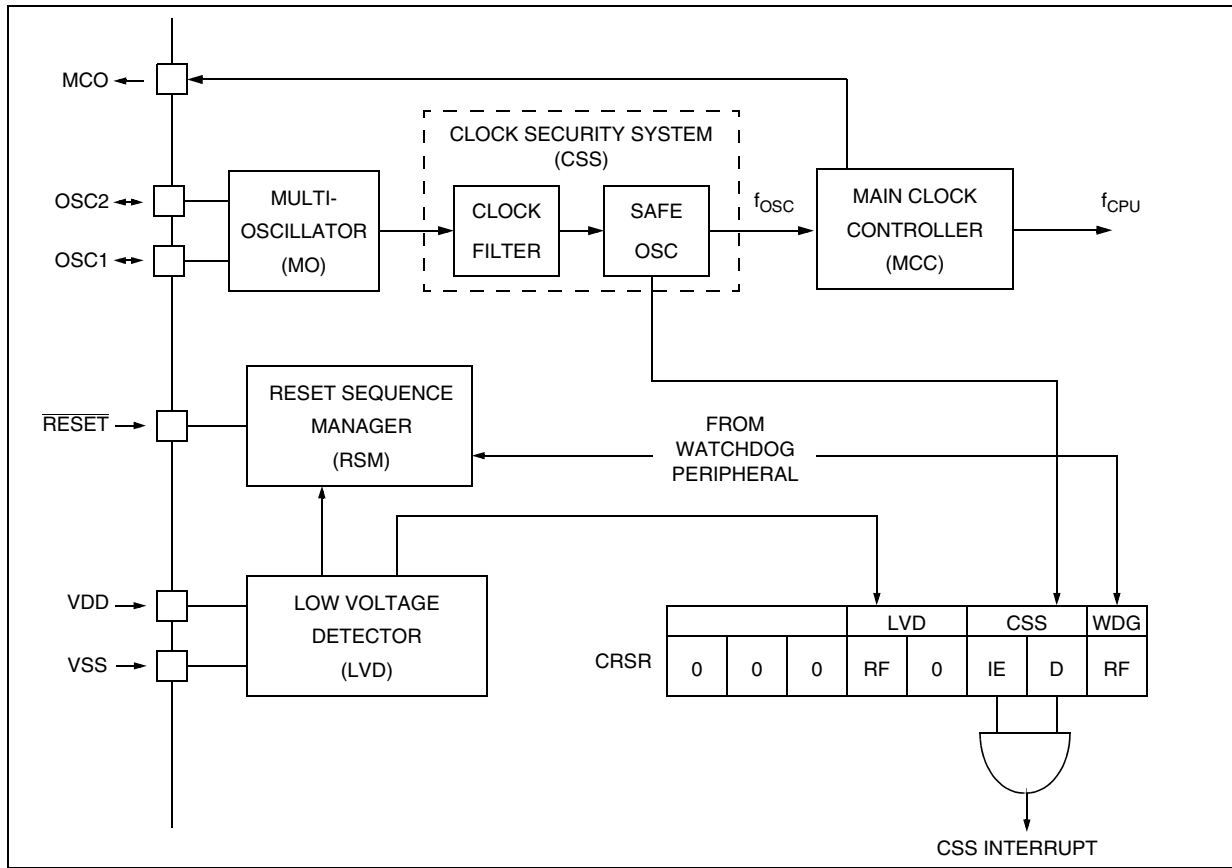 MCO
CLOCK SECURITY SYSTEM
(CSS)
OSC2
OSC1
MULTI-
OSCILLATOR
(MO)
CLOCK
FILTER
SAFE
OSC
fOSC
MAIN CLOCK
CONTROLLER
(MCC)
fCPU
RESET
RESET SEQUENCE
MANAGER
(RSM)
FROM
WATCHDOG
PERIPHERAL
VDD
VSS
LOW VOLTAGE
DETECTOR
(LVD)
LVD CSS WDG
CRSR 0 0 0 RF 0 IE D RF
CSS INTERRUPT